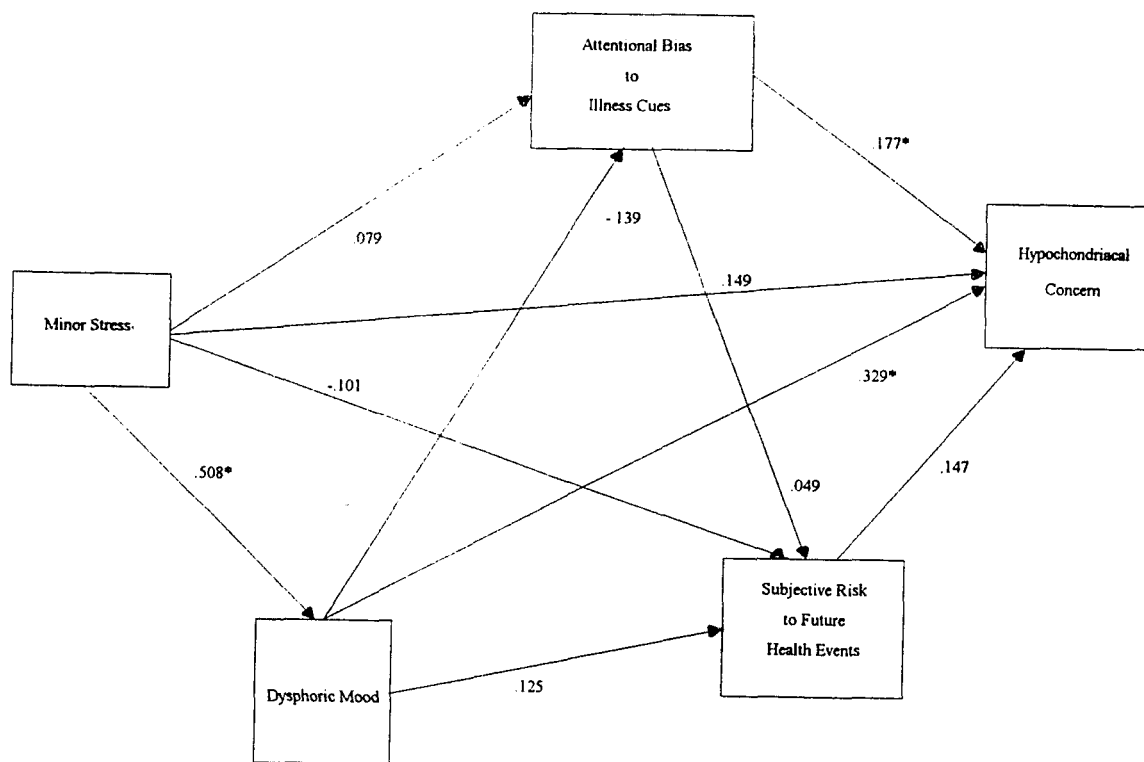 Attentional Bias
to
Illness Cues
.177*
-.139
.079
Hypochondriacal
Concern
.149
Minor Stress
-.101
.329*
.508*
.147
.049
Subjective Risk
to Future
Health Events
Dysphoric Mood
.125